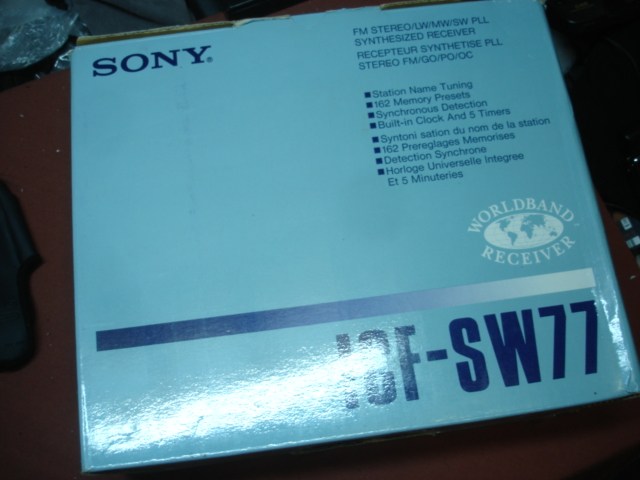 SONY®
FM STEREO/LW/MW/SW PLL
SYNTHESIZED RECEIVER
RECEPTEUR SYNTHETISE PLL
STEREO FM/GO/PO/OC
■Station Name Tuning
■162 Memory Presets
■Synchronous Detection
■Built-in Clock And 5 Timers
■Syntoni sation du nom de la station
■162 Prereglages Memorises
■Detection Synchrone
■Horloge Universelle Integree
Et 5 Minuteries
WORLDBAND
RECEIVER
ICF-SW77